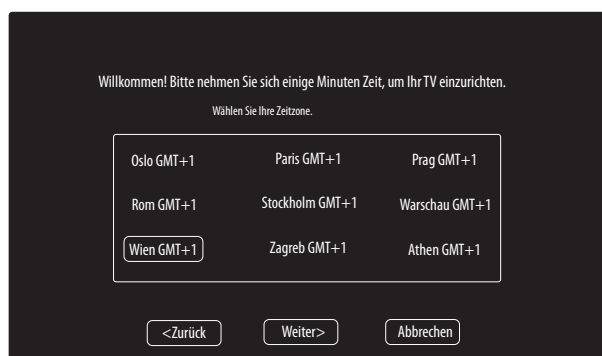 Willkommen! Bitte nehmen Sie sich einige Minuten Zeit, um Ihr TV einzurichten.
Wählen Sie Ihre Zeitzone.
Oslo GMT+1 Paris GMT+1 Prag GMT+1
Rom GMT+1 Stockholm GMT+1 Warschau GMT+1
Wien GMT+1 Zagreb GMT+1 Athen GMT+1
<Zurück Weiter> Abbrechen